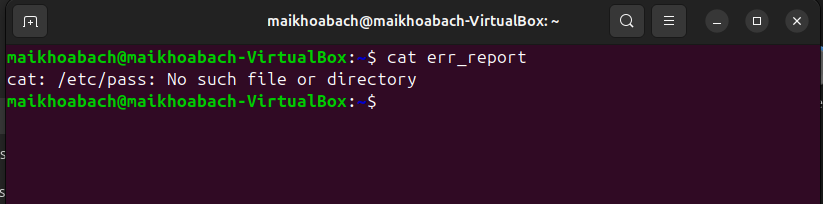 maikhoabach@maikhoabach-VirtualBox: ~
maikhoabach@maikhoabach-VirtualBox:~$ cat err_report
cat: /etc/pass: No such file or directory
maikhoabach@maikhoabach-VirtualBox:~$